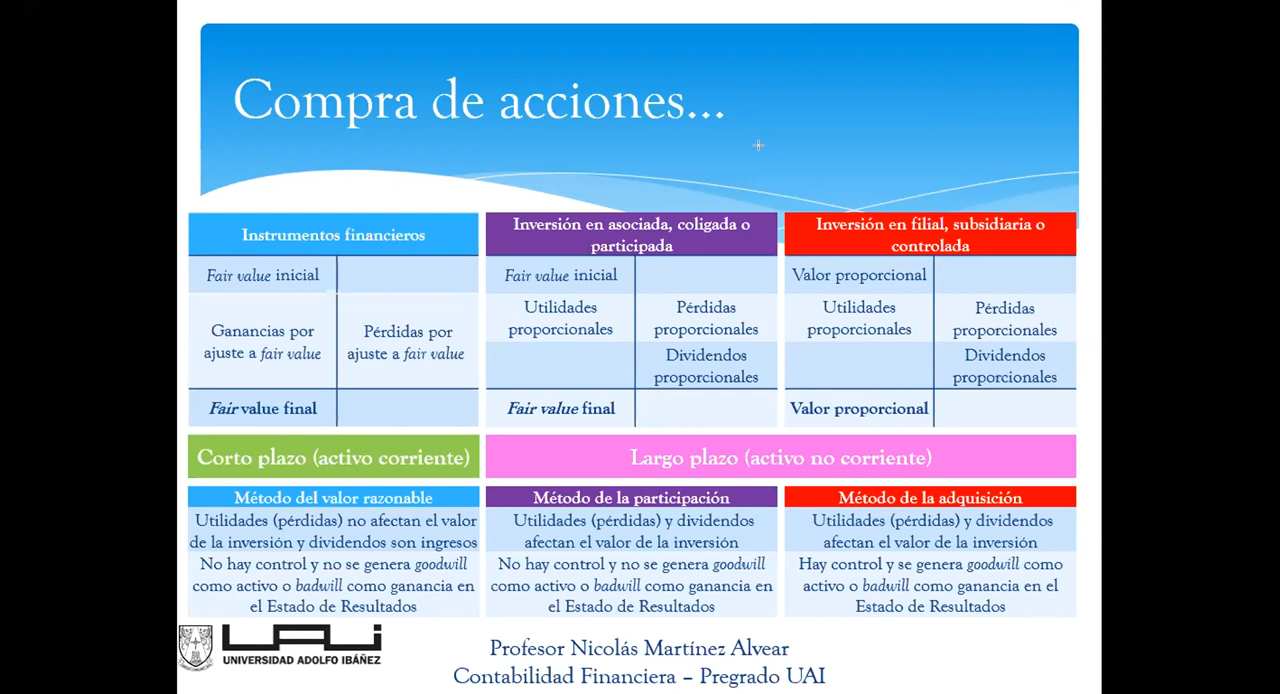 Compra de acciones...
Instrumentos financieros
Fair value inicial
Ganancias por
ajuste a fair value
Pérdidas por
ajuste a fair value
Fair value final
Inversión en asociada, coligada o
participada
Fair value inicial
Utilidades
proporcionales
Pérdidas
proporcionales
Dividendos
proporcionales
Fair value final
Inversión en filial, subsidiaria o
controlada
Valor proporcional
Utilidades
proporcionales
Pérdidas
proporcionales
Dividendos
proporcionales
Valor proporcional
Corto plazo (activo corriente)
Largo plazo (activo no corriente)
Método del valor razonable
Utilidades (pérdidas) no afectan el valor
de la inversión y dividendos son ingresos
No hay control y no se genera goodwill
como activo o badwill como ganancia en
el Estado de Resultados
Método de la participación
Utilidades (pérdidas) y dividendos
afectan el valor de la inversión
No hay control y no se genera goodwill
como activo o badwill como ganancia en
el Estado de Resultados
Método de la adquisición
Utilidades (pérdidas) y dividendos
afectan el valor de la inversión
Hay control y se genera goodwill como
activo o badwill como ganancia en el
Estado de Resultados
UAI
UNIVERSIDAD ADOLFO IBÁÑEZ
Profesor Nicolás Martínez Alvear
Contabilidad Financiera – Pregrado UAI